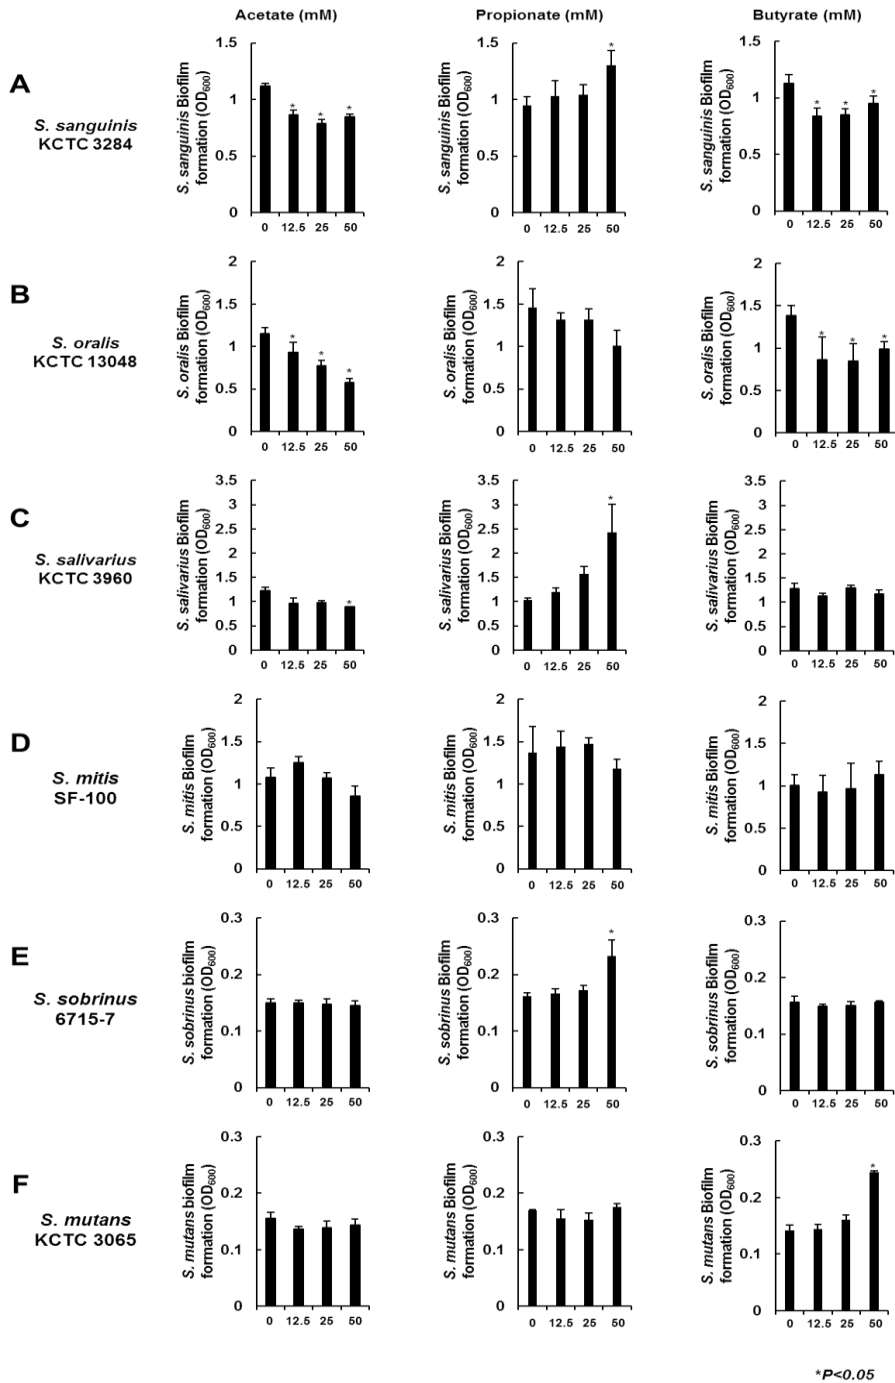 Acetate (mM) Propionate (mM) Butyrate (mM)
A
S. sanguinis
KCTC 3284
S. sanguinis Biofilm
formation (OD600)
1.5
1
0.5
0
* * *
0 12.5 25 50
S. sanguinis Biofilm
formation (OD600)
1.5
1
0.5
0
*
0 12.5 25 50
S. sanguinis Biofilm
formation (OD600)
1.5
1
0.5
0
* * *
0 12.5 25 50
B
S. oralis
KCTC 13048
S. oralis Biofilm
formation (OD600)
2
1.5
1
0.5
0
* * *
0 12.5 25 50
S. oralis Biofilm
formation (OD600)
2
1.5
1
0.5
0
0 12.5 25 50
S. oralis Biofilm
formation (OD600)
2
1.5
1
0.5
0
* * *
0 12.5 25 50
C
S. salivarius
KCTC 3960
S. salivarius Biofilm
formation (OD600)
3.5
3
2.5
2
1.5
1
0.5
0
*
0 12.5 25 50
S. salivarius Biofilm
formation (OD600)
3.5
3
2.5
2
1.5
1
0.5
0
*
0 12.5 25 50
S. salivarius Biofilm
formation (OD600)
3.5
3
2.5
2
1.5
1
0.5
0
0 12.5 25 50
D
S. mitis
SF-100
S. mitis Biofilm
formation (OD600)
2
1.5
1
0.5
0
0 12.5 25 50
S. mitis Biofilm
formation (OD600)
2
1.5
1
0.5
0
0 12.5 25 50
S. mitis Biofilm
formation (OD600)
2
1.5
1
0.5
0
0 12.5 25 50
E
S. sobrinus
6715-7
S. sobrinus biofilm
formation (OD600)
0.3
0.2
0.1
0
0 12.5 25 50
S. sobrinus biofilm
formation (OD600)
0.3
0.2
0.1
0
*
0 12.5 25 50
S. sobrinus biofilm
formation (OD600)
0.3
0.2
0.1
0
0 12.5 25 50
F
S. mutans
KCTC 3065
S. mutans Biofilm
formation (OD600)
0.3
0.2
0.1
0
0 12.5 25 50
S. mutans Biofilm
formation (OD600)
0.3
0.2
0.1
0
0 12.5 25 50
S. mutans Biofilm
formation (OD600)
0.3
0.2
0.1
0
*
0 12.5 25 50
*P<0.05